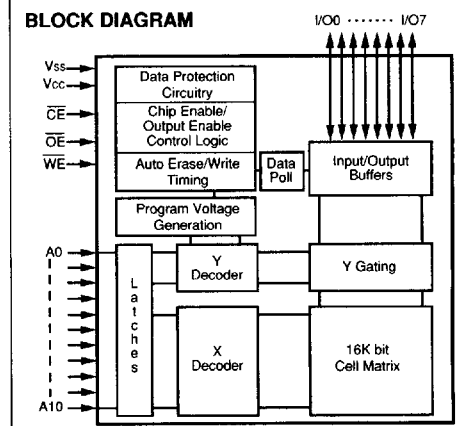 BLOCK DIAGRAM
I/O0 ········ I/O7
Vss
Vcc
CE
OE
WE
Data Protection
Circuitry
Chip Enable/
Output Enable
Control Logic
Auto Erase/Write
Timing
Data
Poll
Input/Output
Buffers
Program Voltage
Generation
A0
A10
Latches
Y
Decoder
Y Gating
X
Decoder
16K bit
Cell Matrix